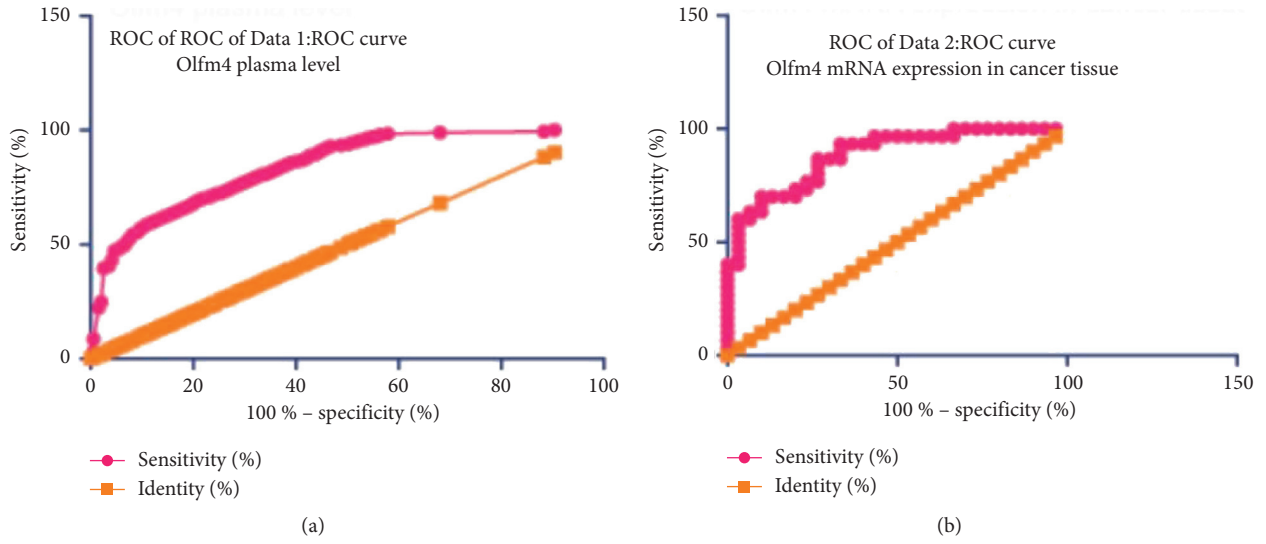 150
ROC of ROC of Data 1:ROC curve
Olfm4 plasma level
100
50
0
Sensitivity (%)
0 20 40 60 80 100
100 % – specificity (%)
Sensitivity (%)
Identity (%)
(a)
150
ROC of Data 2:ROC curve
Olfm4 mRNA expression in cancer tissue
100
50
0
Sensitivity (%)
0 50 100 150
100 % – specificity (%)
Sensitivity (%)
Identity (%)
(b)